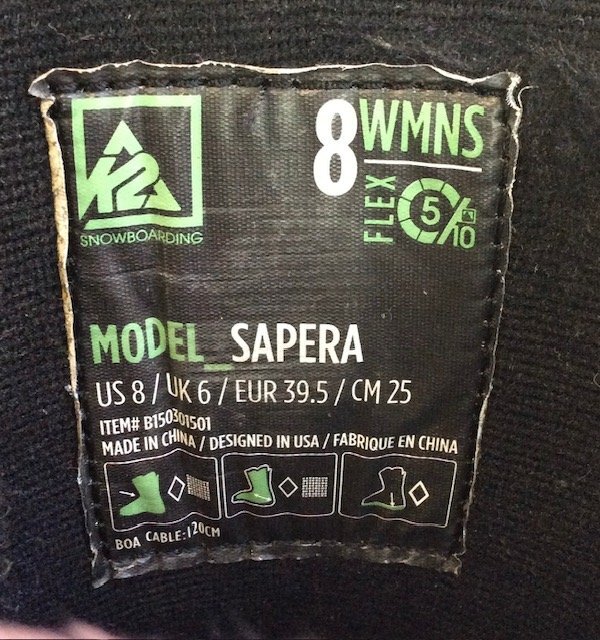 K2
SNOWBOARDING
8 WMNS
FLEX 5/10
MODEL_SAPERA
US 8 / UK 6 / EUR 39.5 / CM 25
ITEM# B150301501
MADE IN CHINA / DESIGNED IN USA / FABRIQUE EN CHINA
BOA CABLE: 120CM